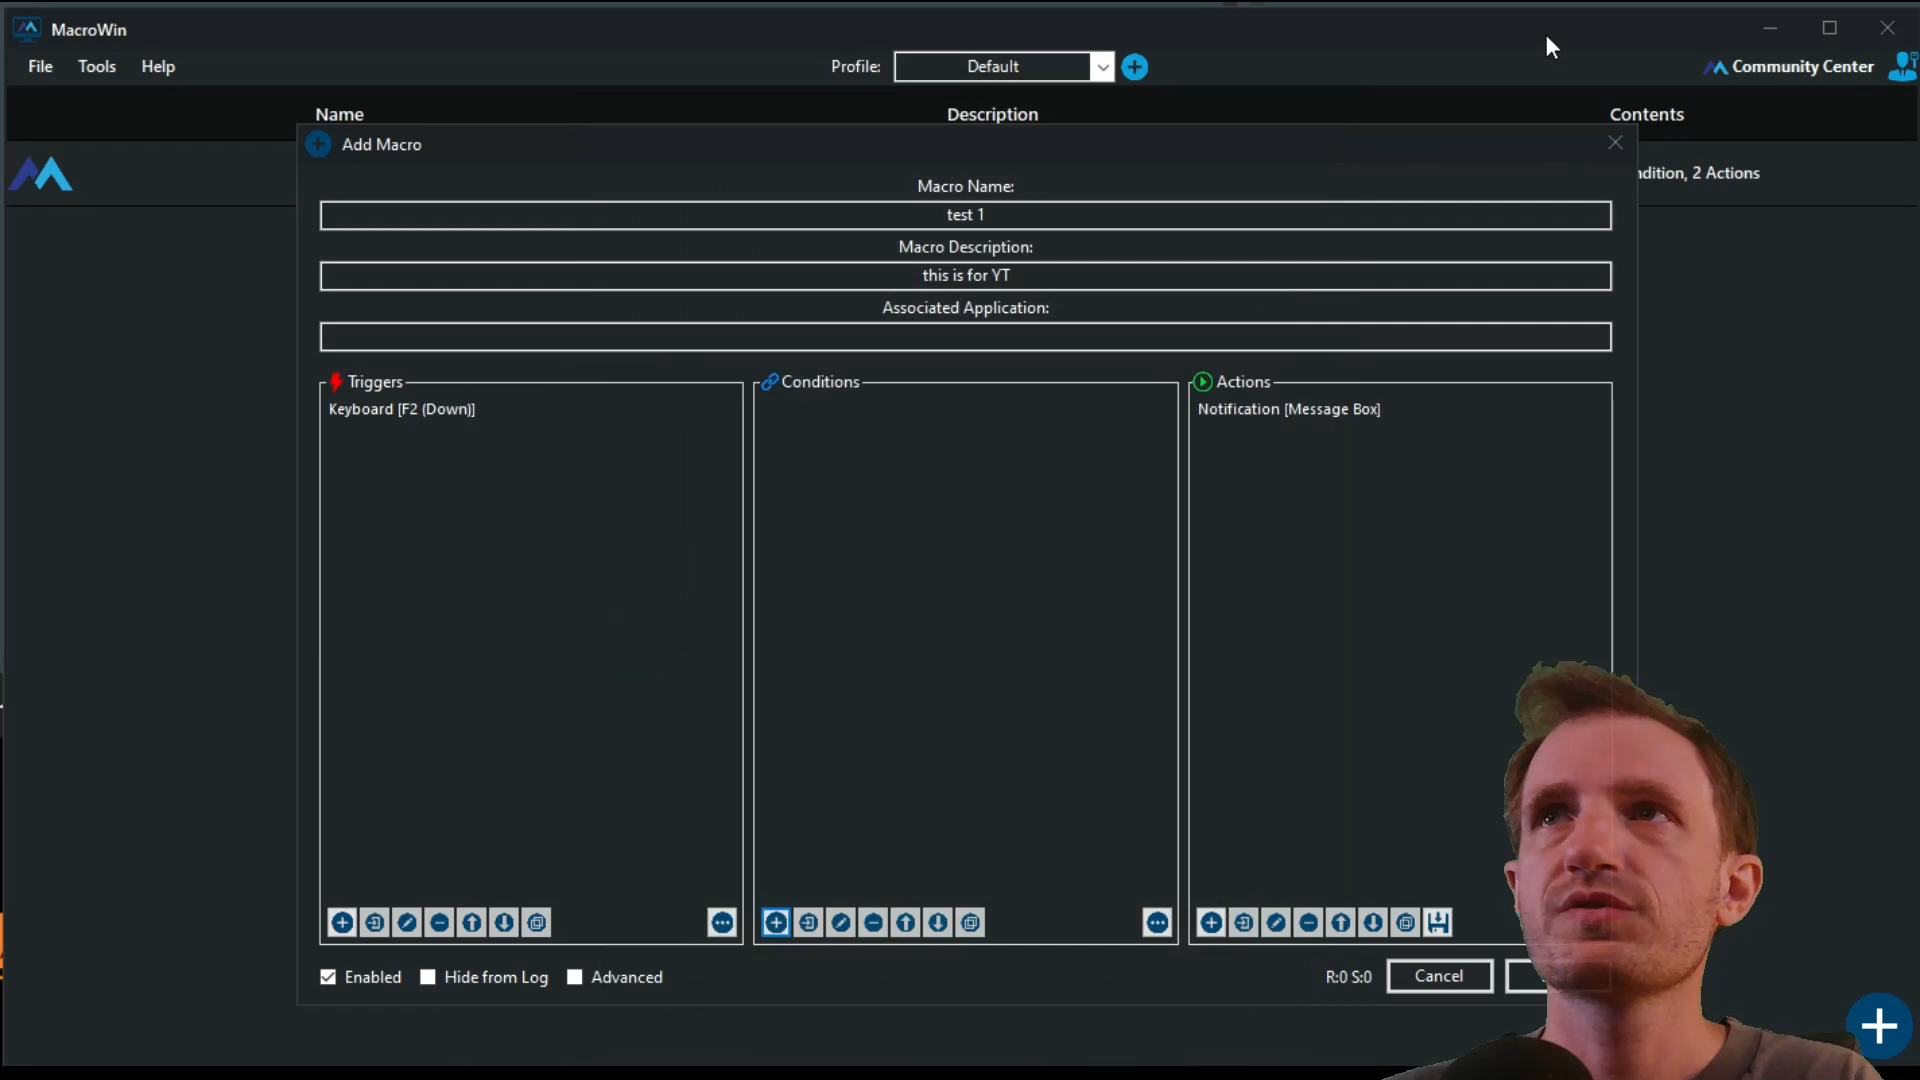 MacroWin
File Tools Help
Profile: Default
Community Center
Name Description Contents
Add Macro
ndition, 2 Actions
Macro Name:
test 1
Macro Description:
this is for YT
Associated Application:
Triggers
Keyboard [F2 (Down)]
Conditions
Actions
Notification [Message Box]
Enabled Hide from Log Advanced
R:0 S:0 Cancel